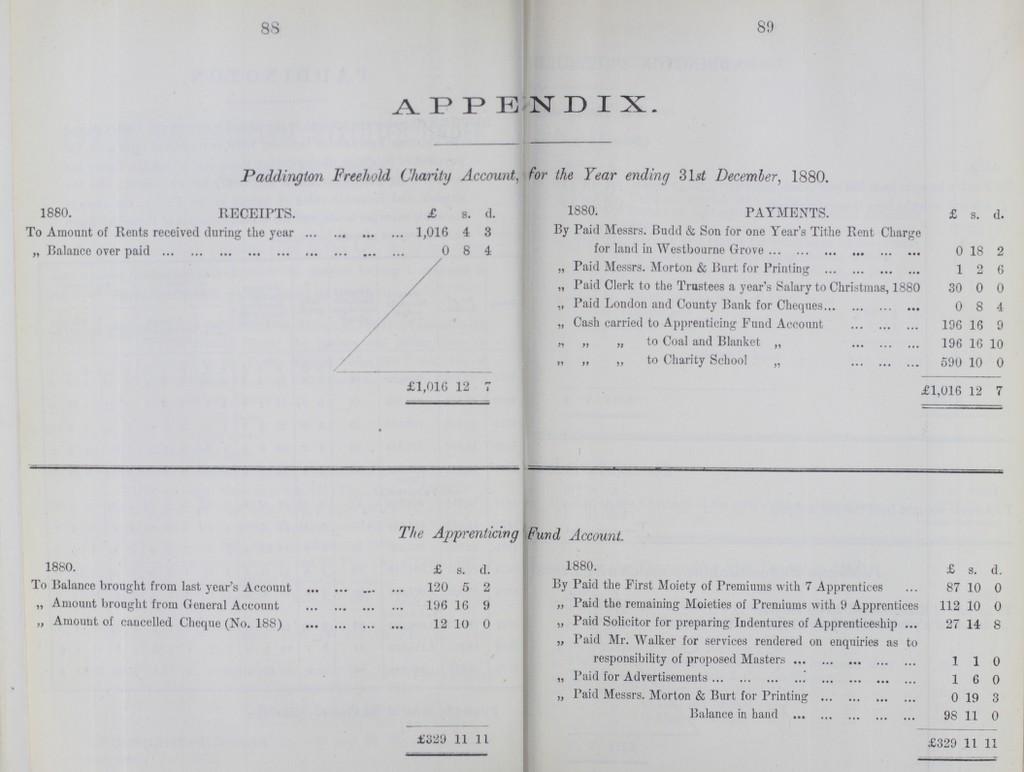 88
89
APPENDIX.
Paddington Freehold Charity Account, for the Year ending 31st December, 1880.
1880. RECEIPTS. £ s. d.
To Amount of Rents received during the year ... ... ... ... 1,016 4 3
„ Balance over paid ... ... ... ... ... ... ... ... ... ... 0 8 4
£1,016 12 7
1880. PAYMENTS. £ s. d.
By Paid Messrs. Budd & Son for one Year's Tithe Rent Charge
for land in Westbourne Grove ... ... ... ... ... ... 0 18 2
„ Paid Messrs. Morton & Burt for Printing ... ... ... ... 1 2 6
„ Paid Clerk to the Trustees a year's Salary to Christmas, 1880 30 0 0
„ Paid London and County Bank for Cheques... ... ... ... 0 8 4
„ Cash carried to Apprenticing Fund Account ... ... ... 196 16 9
„ „ „ to Coal and Blanket „ ... ... ... 196 16 10
„ „ „ to Charity School „ ... ... ... 590 10 0
£1,016 12 7
The Apprenticing Fund Account.
1880. £ s. d.
To Balance brought from last year's Account ... ... ... ... 120 5 2
„ Amount brought from General Account ... ... ... ... 196 16 9
„ Amount of cancelled Cheque (No. 188) ... ... ... ... 12 10 0
£329 11 11
1880. £ s. d.
By Paid the First Moiety of Premiums with 7 Apprentices ... 87 10 0
„ Paid the remaining Moieties of Premiums with 9 Apprentices 112 10 0
„ Paid Solicitor for preparing Indentures of Apprenticeship ... 27 14 8
„ Paid Mr. Walker for services rendered on enquiries as to
responsibility of proposed Masters ... ... ... ... ... 1 1 0
„ Paid for Advertisements ... ... ... ... ... ... ... ... 1 6 0
„ Paid Messrs. Morton & Burt for Printing ... ... ... ... 0 19 3
Balance in hand ... ... ... ... ... 98 11 0
£329 11 11